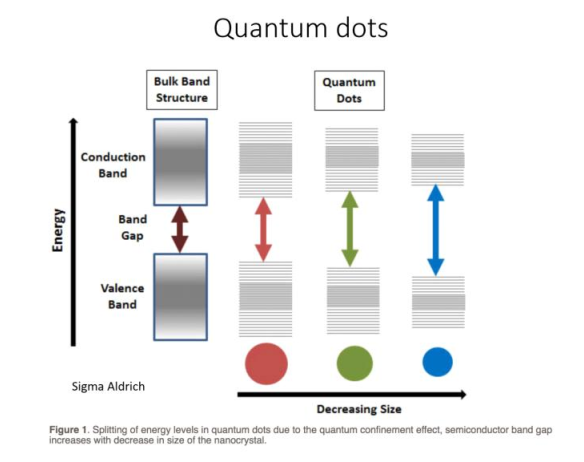 Quantum dots
Bulk Band
Structure
Quantum
Dots
Conduction
Band
Band
Gap
Valence
Band
Energy
Sigma Aldrich
Decreasing Size
Figure 1. Splitting of energy levels in quantum dots due to the quantum confinement effect, semiconductor band gap
increases with decrease in size of the nanocrystal.